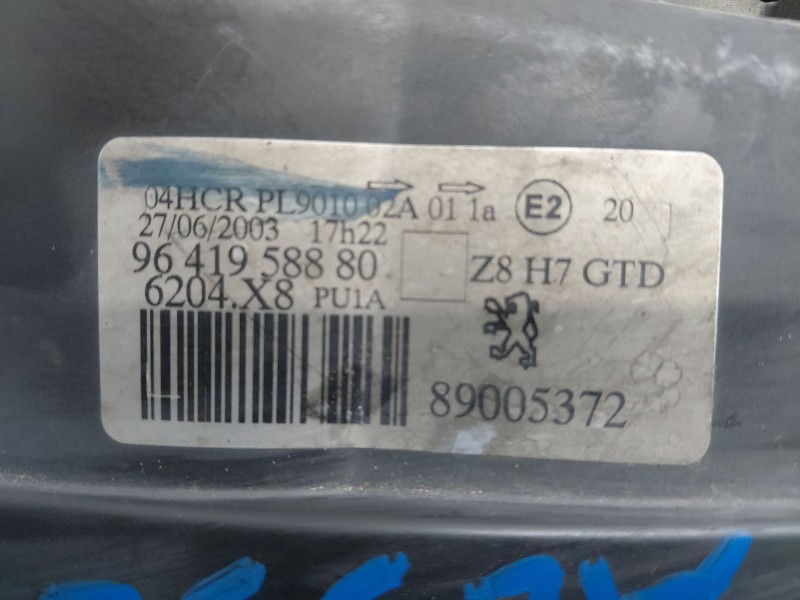 04HCR PL9010 02A 01 1a E2 20
27/06/2003 17h22
96 419 588 80 Z8 H7 GTD
6204.X8 PU1A
89005372